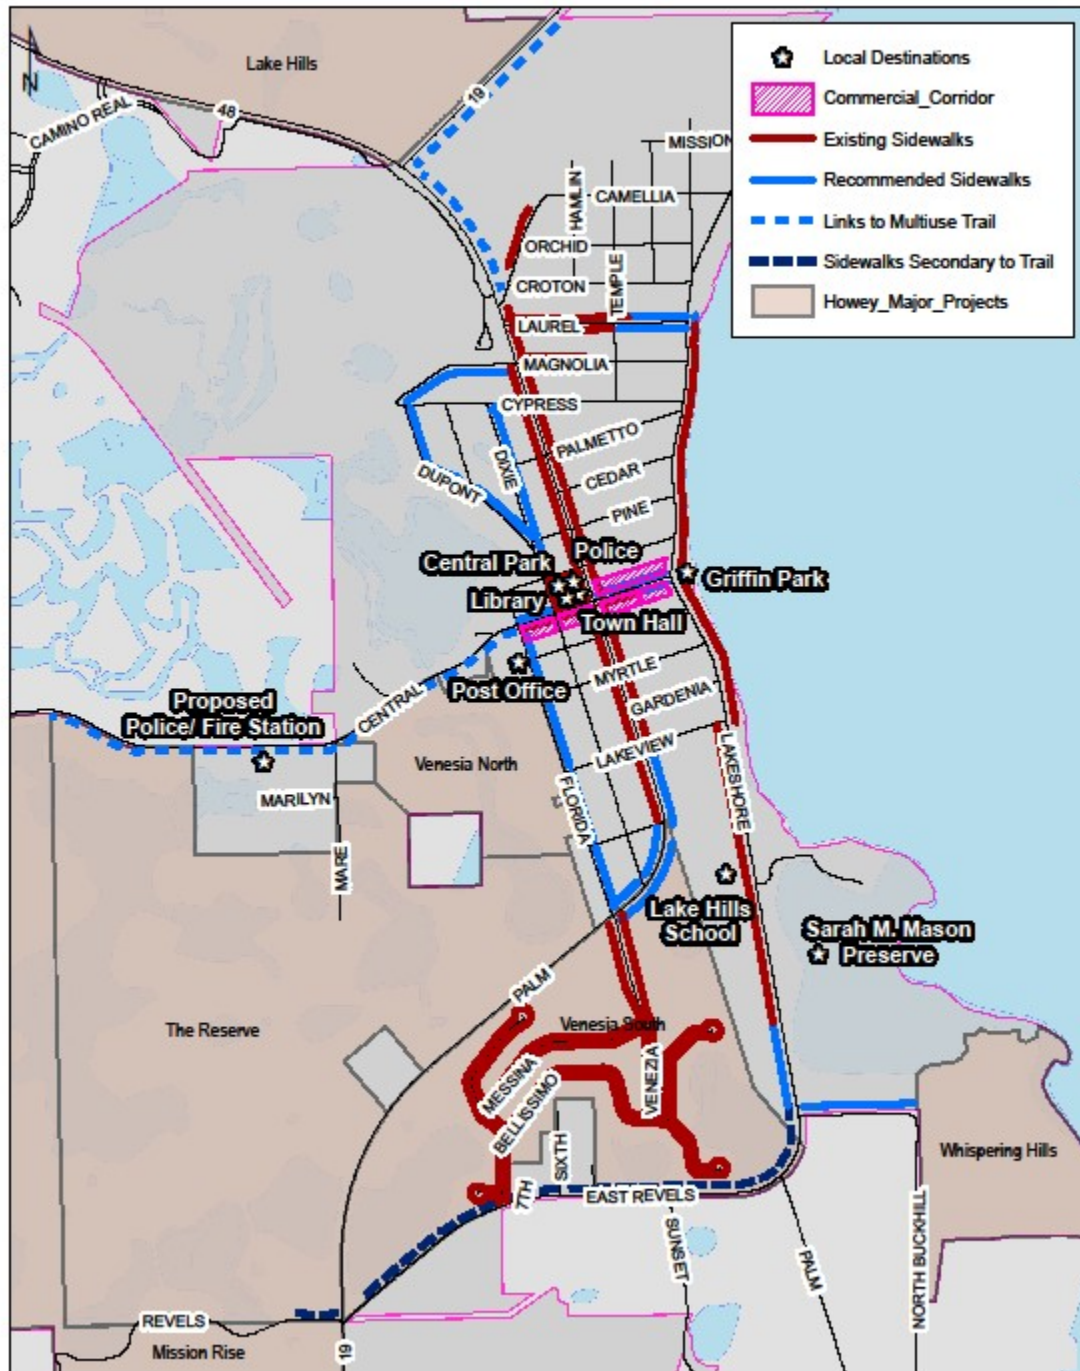 N
Lake Hills
19
48
CAMINO REAL
Local Destinations
Commercial_Corridor
Existing Sidewalks
Recommended Sidewalks
Links to Multiuse Trail
Sidewalks Secondary to Trail
Howey_Major_Projects
MISSION
HAMLIN
CAMELLIA
ORCHID
TEMPLE
CROTON
LAUREL
MAGNOLIA
CYPRESS
PALMETTO
DIXIE
CEDAR
DUPONT
PINE
Police
Central Park
Griffin Park
Library
Town Hall
MYRTLE
Post Office
GARDENIA
CENTRAL
Proposed
Police/ Fire Station
LAKEVIEW
LAKESHORE
Venesia North
FLORIDA
MARILYN
MARE
Lake Hills
School
Sarah M. Mason
Preserve
PALM
The Reserve
Venesia South
MESSINA
VENEZIA
BELLISSIMO
SIXTH
7TH
EAST REVELS
Whispering Hills
SUNSET
PALM
NORTH BUCKHILL
REVELS
Mission Rise
19